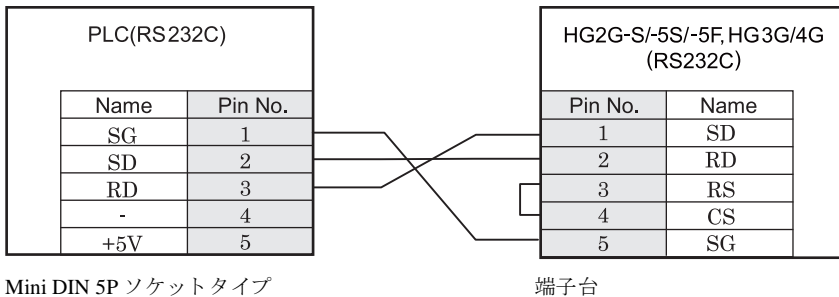 PLC(RS232C)
Name Pin No.
SG 1
SD 2
RD 3
- 4
+5V 5
Mini DIN 5P ソケットタイプ
HG2G-S/-5S/-5F, HG3G/4G
(RS232C)
Pin No. Name
1 SD
2 RD
3 RS
4 CS
5 SG
端子台